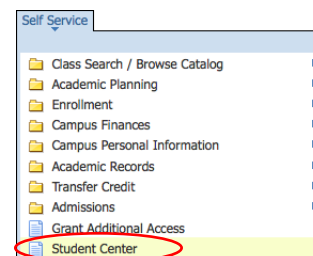 Self Service
Class Search / Browse Catalog
Academic Planning
Enrollment
Campus Finances
Campus Personal Information
Academic Records
Transfer Credit
Admissions
Grant Additional Access
Student Center